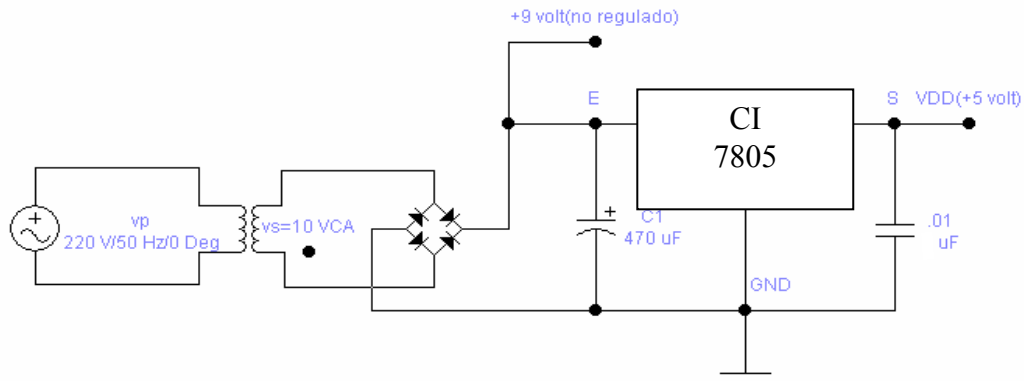 +9 volt(no regulado)
E
CI
7805
S
VDD(+5 volt)
vp
220 V/50 Hz/0 Deg
vs=10 VCA
+
C1
470 uF
.01
uF
GND